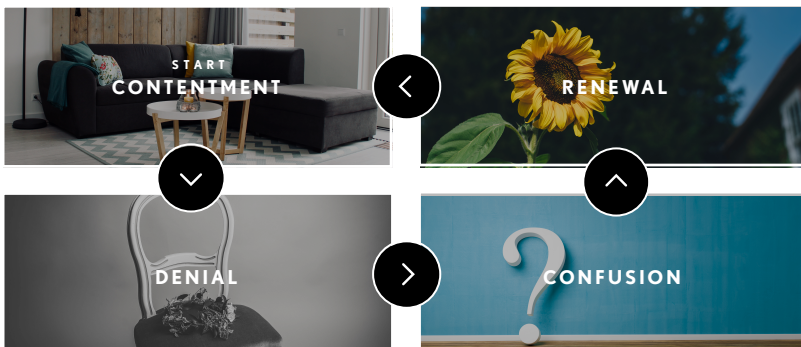 START
CONTENTMENT
RENEWAL
DENIAL
CONFUSION